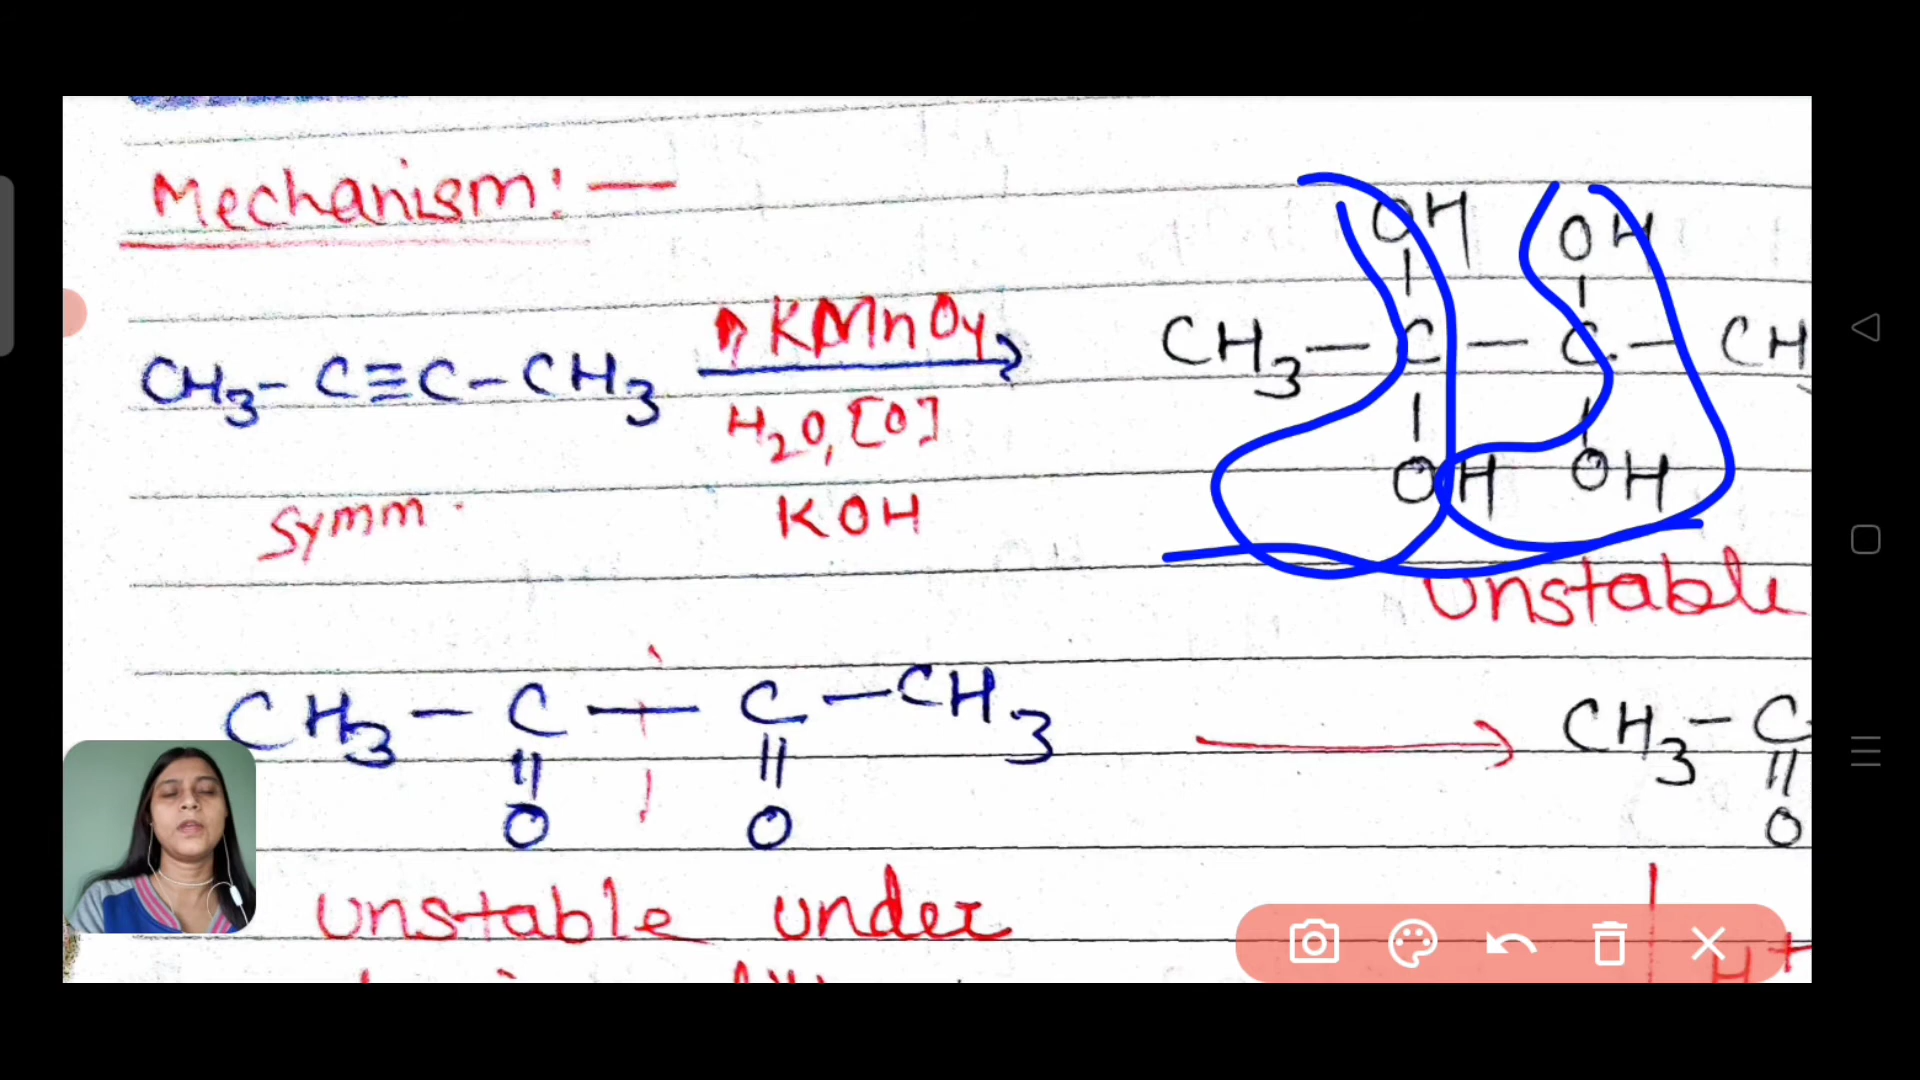 Mechanism: —
CH3 - C≡C - CH3
↑ KMnO4
H2O, [O]
KOH
Symm.
OH OH
CH3 — C — C — CH
OH OH
Unstable
CH3 — C — C — CH3
O O
CH3 — C
O
Unstable under
H+